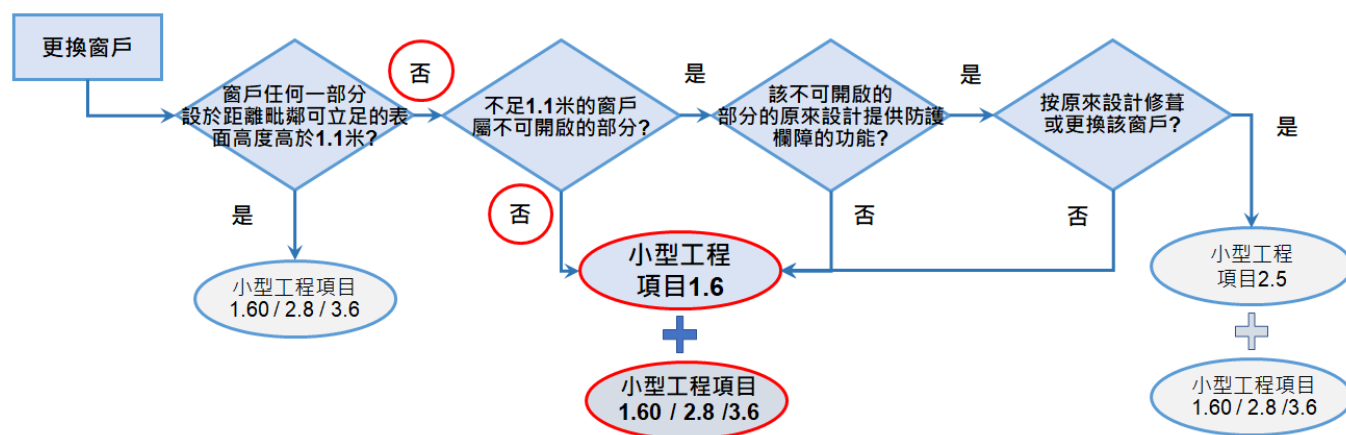 更換窗戶
窗戶任何一部分
設於距離毗鄰可立足的表
面高度高於1.1米?
否
不足1.1米的窗戶
屬不可開啟的部分?
是
該不可開啟的
部分的原來設計提供防護
欄障的功能?
是
按原來設計修葺
或更換該窗戶?
是
是
否
否
否
小型工程項目
1.60 / 2.8 / 3.6
小型工程
項目1.6
小型工程
項目2.5
小型工程項目
1.60 / 2.8 /3.6
小型工程項目
1.60 / 2.8 /3.6